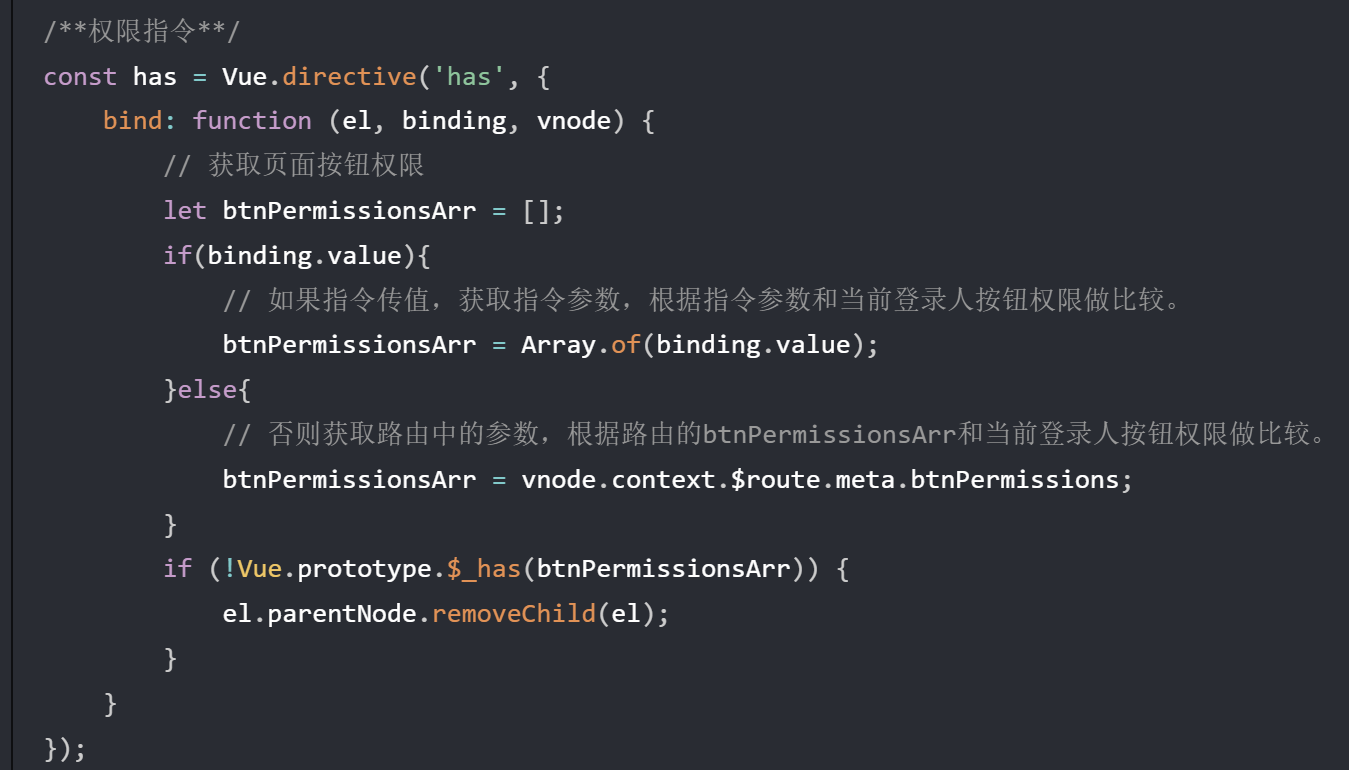 /**权限指令**/
const has = Vue.directive('has', {
    bind: function (el, binding, vnode) {
        // 获取页面按钮权限
        let btnPermissionsArr = [];
        if(binding.value){
            // 如果指令传值，获取指令参数，根据指令参数和当前登录人按钮权限做比较。
            btnPermissionsArr = Array.of(binding.value);
        }else{
            // 否则获取路由中的参数，根据路由的btnPermissionsArr和当前登录人按钮权限做比较。
            btnPermissionsArr = vnode.context.$route.meta.btnPermissions;
        }
        if (!Vue.prototype.$_has(btnPermissionsArr)) {
            el.parentNode.removeChild(el);
        }
    }
});